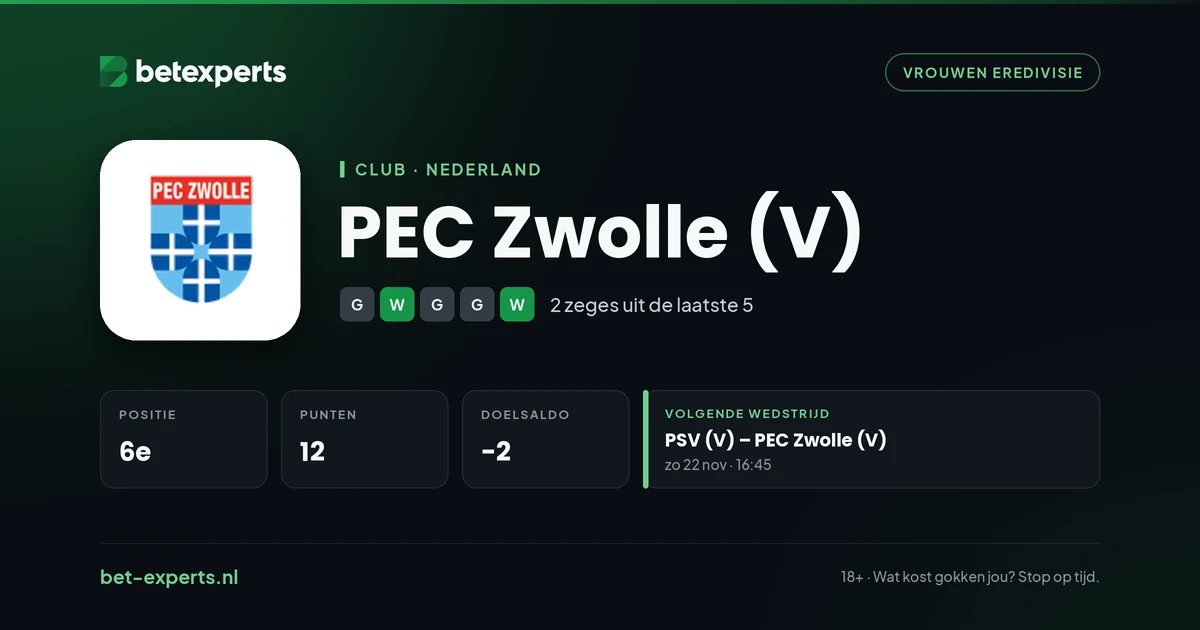 betexperts
VROUWEN EREDIVISIE
PEC ZWOLLE
CLUB · NEDERLAND
PEC Zwolle (V)
G W G G W 2 zeges uit de laatste 5
POSITIE
6e
PUNTEN
12
DOELSALDO
-2
VOLGENDE WEDSTRIJD
PSV (V) – PEC Zwolle (V)
zo 22 nov · 16:45
bet-experts.nl
18+ · Wat kost gokken jou? Stop op tijd.